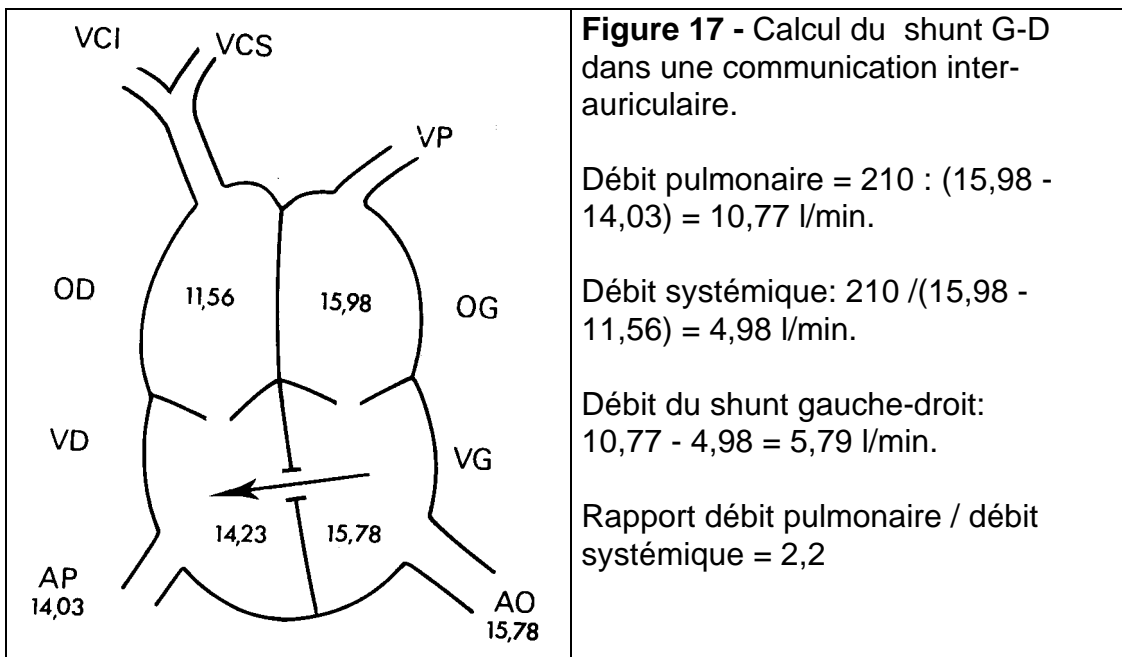 VCI
VCS
VP
OD
11,56
15,98
OG
VD
VG
14,23
15,78
AP
14,03
AO
15,78
Figure 17 - Calcul du shunt G-D
dans une communication inter-
auriculaire.
Débit pulmonaire = 210 : (15,98 -
14,03) = 10,77 l/min.
Débit systémique: 210 /(15,98 -
11,56) = 4,98 l/min.
Débit du shunt gauche-droit:
10,77 - 4,98 = 5,79 l/min.
Rapport débit pulmonaire / débit
systémique = 2,2